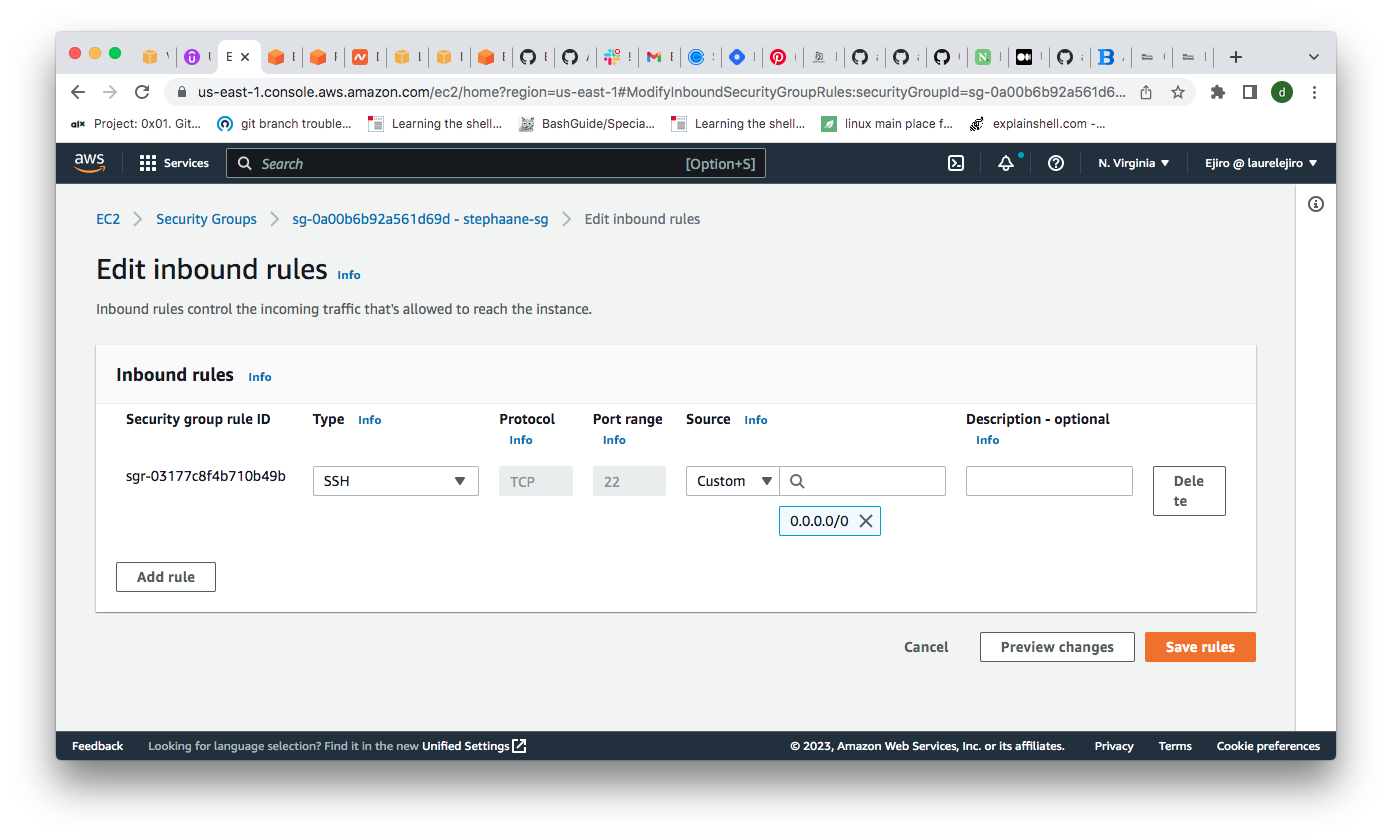 us-east-1.console.aws.amazon.com/ec2/home?region=us-east-1#ModifyInboundSecurityGroupRules:securityGroupId=sg-0a00b6b92a561d6...
d
alx Project: 0x01. Git... git branch trouble... Learning the shell... BashGuide/Specia... Learning the shell... linux main place f... explainshell.com -...
aws Services Search [Option+S] N. Virginia Ejiro @ laurelejiro
EC2 Security Groups sg-0a00b6b92a561d69d - stephaane-sg Edit inbound rules
Edit inbound rules Info
Inbound rules control the incoming traffic that's allowed to reach the instance.
Inbound rules Info
Security group rule ID Type Info Protocol Info Port range Info Source Info Description - optional Info
sgr-03177c8f4b710b49b SSH TCP 22 Custom Delete
0.0.0.0/0
Add rule
Cancel Preview changes Save rules
Feedback Looking for language selection? Find it in the new Unified Settings © 2023, Amazon Web Services, Inc. or its affiliates. Privacy Terms Cookie preferences